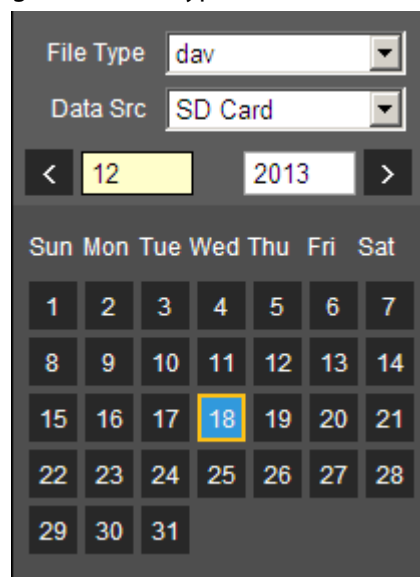 File Type dav
Data Src SD Card
< 12 2013 >
Sun Mon Tue Wed Thu Fri Sat
1 2 3 4 5 6 7
8 9 10 11 12 13 14
15 16 17 18 19 20 21
22 23 24 25 26 27 28
29 30 31